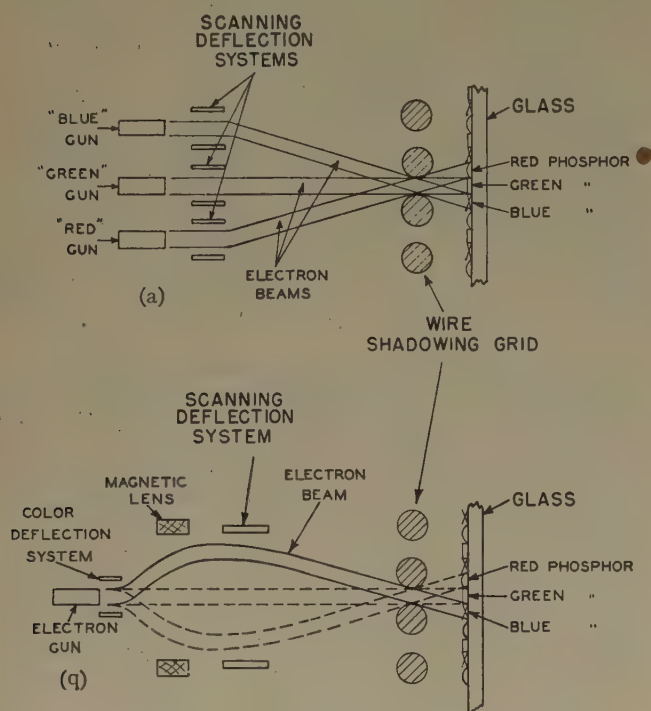 SCANNING
DEFLECTION
SYSTEMS
"BLUE"
GUN
"GREEN"
GUN
"RED"
GUN
GLASS
RED PHOSPHOR
GREEN "
BLUE "
ELECTRON
BEAMS
(a)
WIRE
SHADOWING GRID
SCANNING
DEFLECTION
SYSTEM
MAGNETIC
LENS
ELECTRON
BEAM
COLOR
DEFLECTION
SYSTEM
GLASS
RED PHOSPHOR
GREEN "
BLUE "
ELECTRON
GUN
(q)